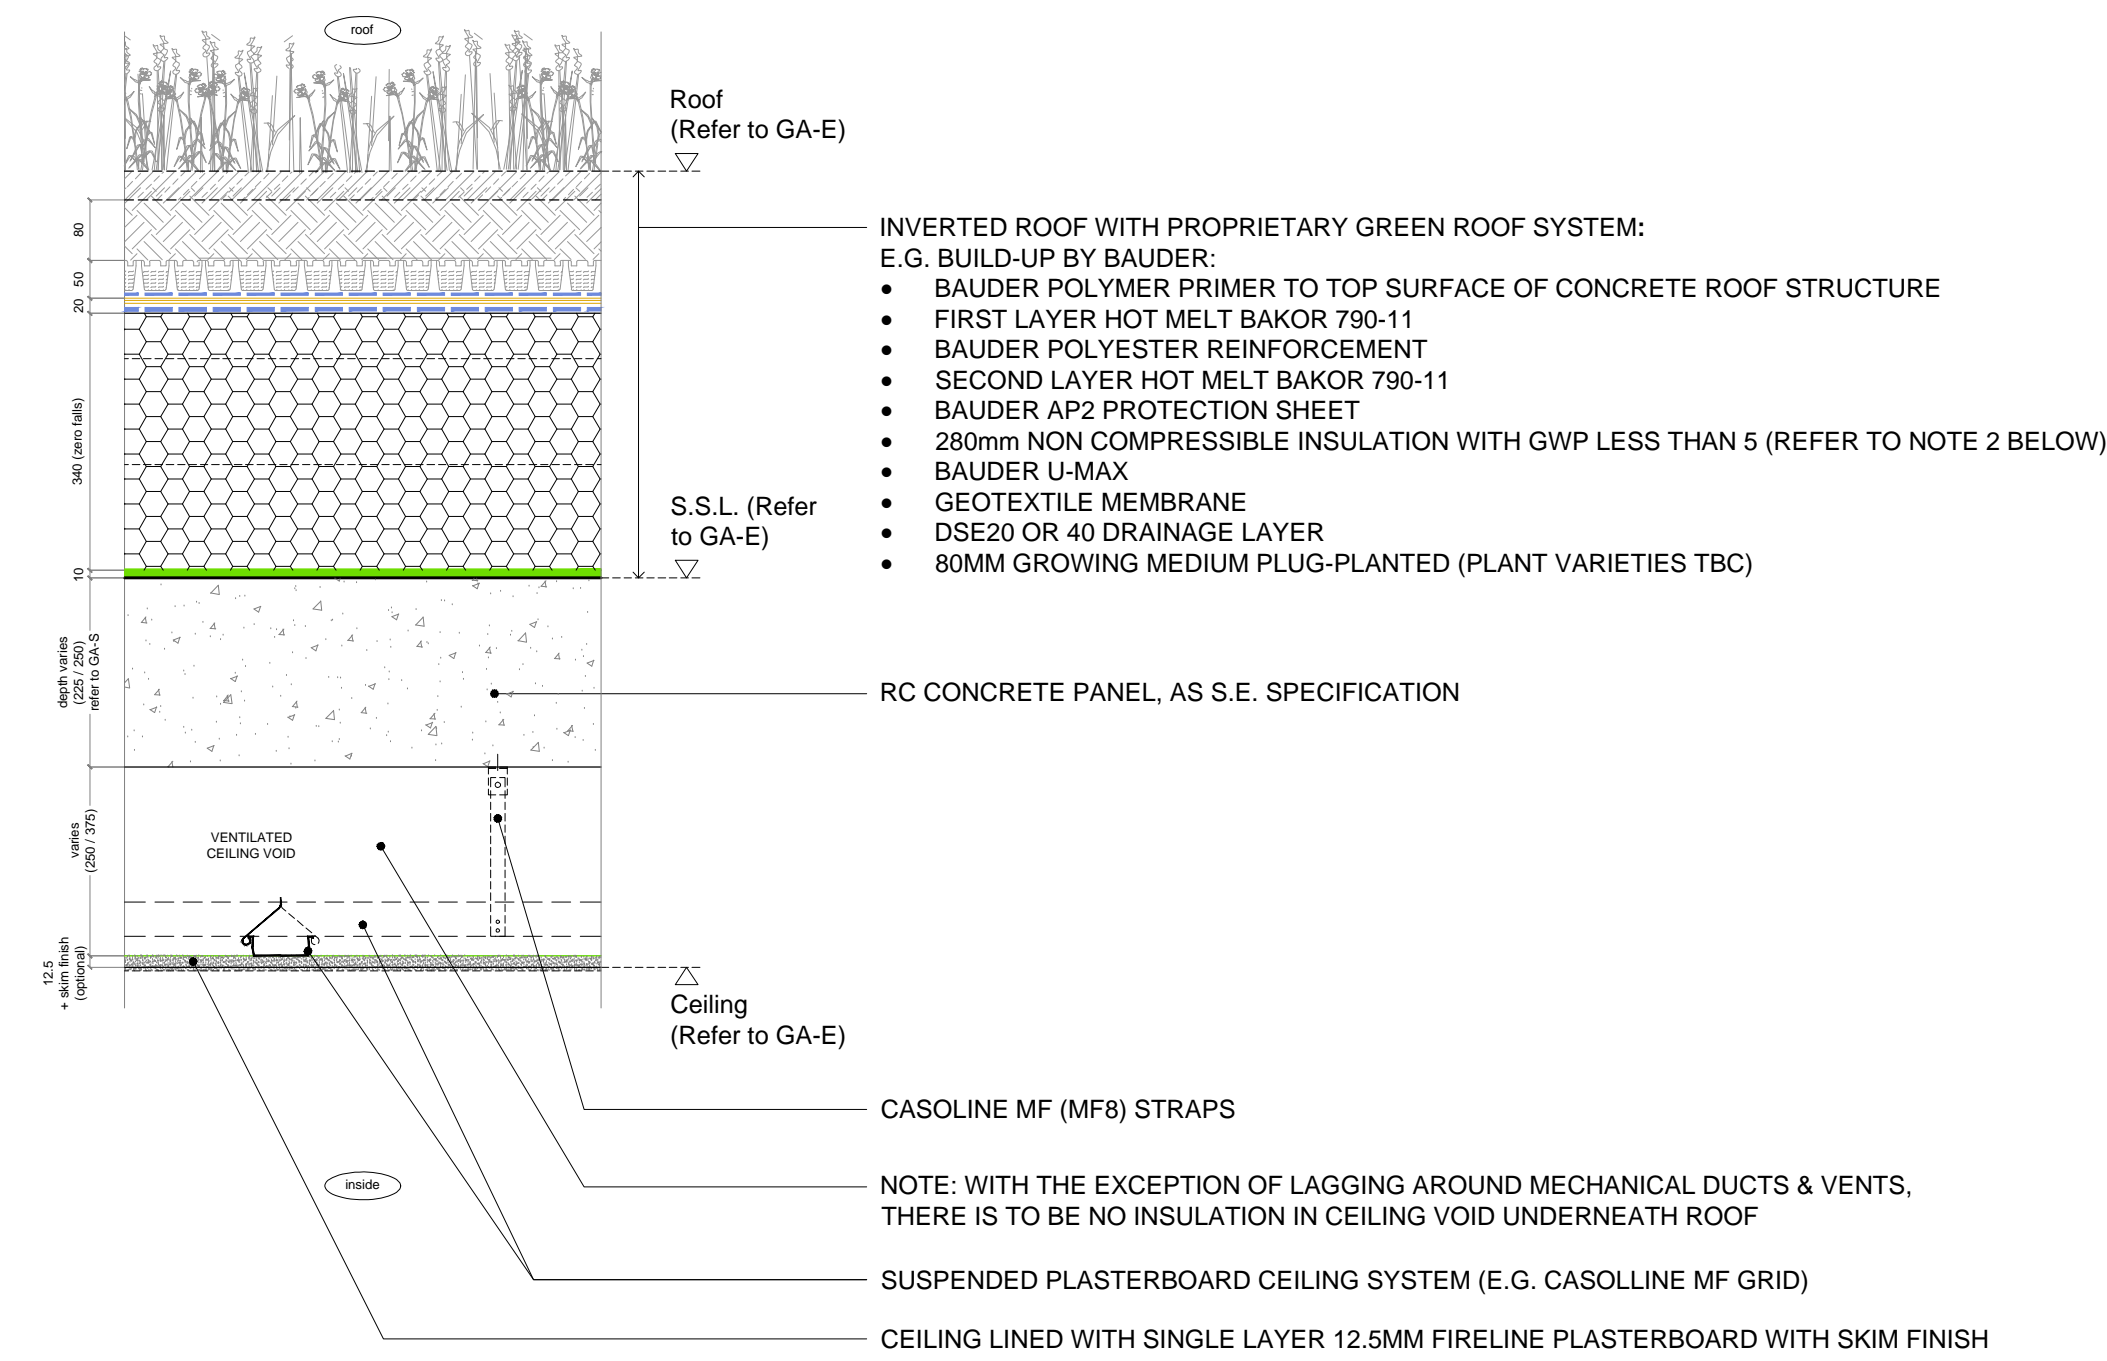 roof
Roof
(Refer to GA-E)
80
50
20
340 (zero falls)
10
depth varies
(225 / 250)
refer to GA-S
varies
(250 / 375)
12.5
+ skim finish
(optional)
INVERTED ROOF WITH PROPRIETARY GREEN ROOF SYSTEM:
E.G. BUILD-UP BY BAUDER:
• BAUDER POLYMER PRIMER TO TOP SURFACE OF CONCRETE ROOF STRUCTURE
• FIRST LAYER HOT MELT BAKOR 790-11
• BAUDER POLYESTER REINFORCEMENT
• SECOND LAYER HOT MELT BAKOR 790-11
• BAUDER AP2 PROTECTION SHEET
• 280mm NON COMPRESSIBLE INSULATION WITH GWP LESS THAN 5 (REFER TO NOTE 2 BELOW)
• BAUDER U-MAX
• GEOTEXTILE MEMBRANE
• DSE20 OR 40 DRAINAGE LAYER
• 80MM GROWING MEDIUM PLUG-PLANTED (PLANT VARIETIES TBC)
S.S.L. (Refer
to GA-E)
RC CONCRETE PANEL, AS S.E. SPECIFICATION
VENTILATED
CEILING VOID
Ceiling
(Refer to GA-E)
CASOLINE MF (MF8) STRAPS
inside
NOTE: WITH THE EXCEPTION OF LAGGING AROUND MECHANICAL DUCTS & VENTS,
THERE IS TO BE NO INSULATION IN CEILING VOID UNDERNEATH ROOF
SUSPENDED PLASTERBOARD CEILING SYSTEM (E.G. CASOLLINE MF GRID)
CEILING LINED WITH SINGLE LAYER 12.5MM FIRELINE PLASTERBOARD WITH SKIM FINISH